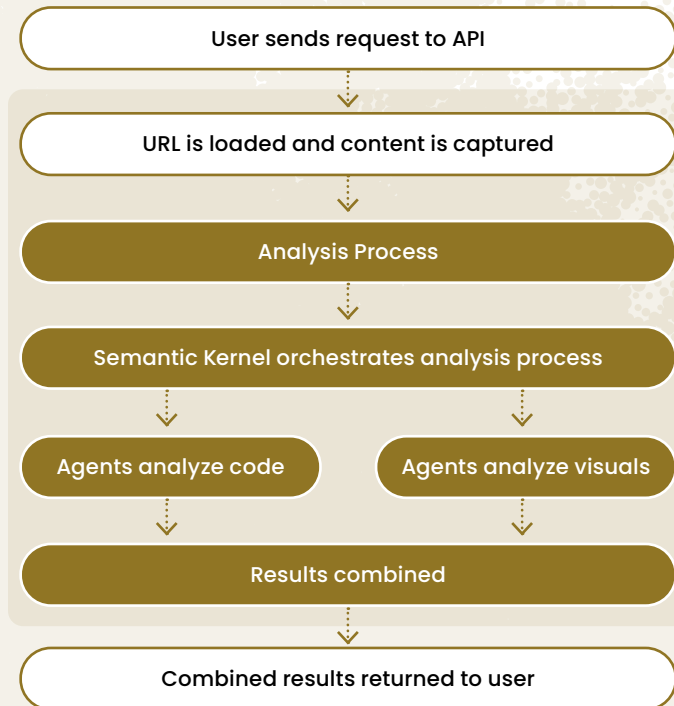 User sends request to API
URL is loaded and content is captured
Analysis Process
Semantic Kernel orchestrates analysis process
Agents analyze code
Agents analyze visuals
Results combined
Combined results returned to user